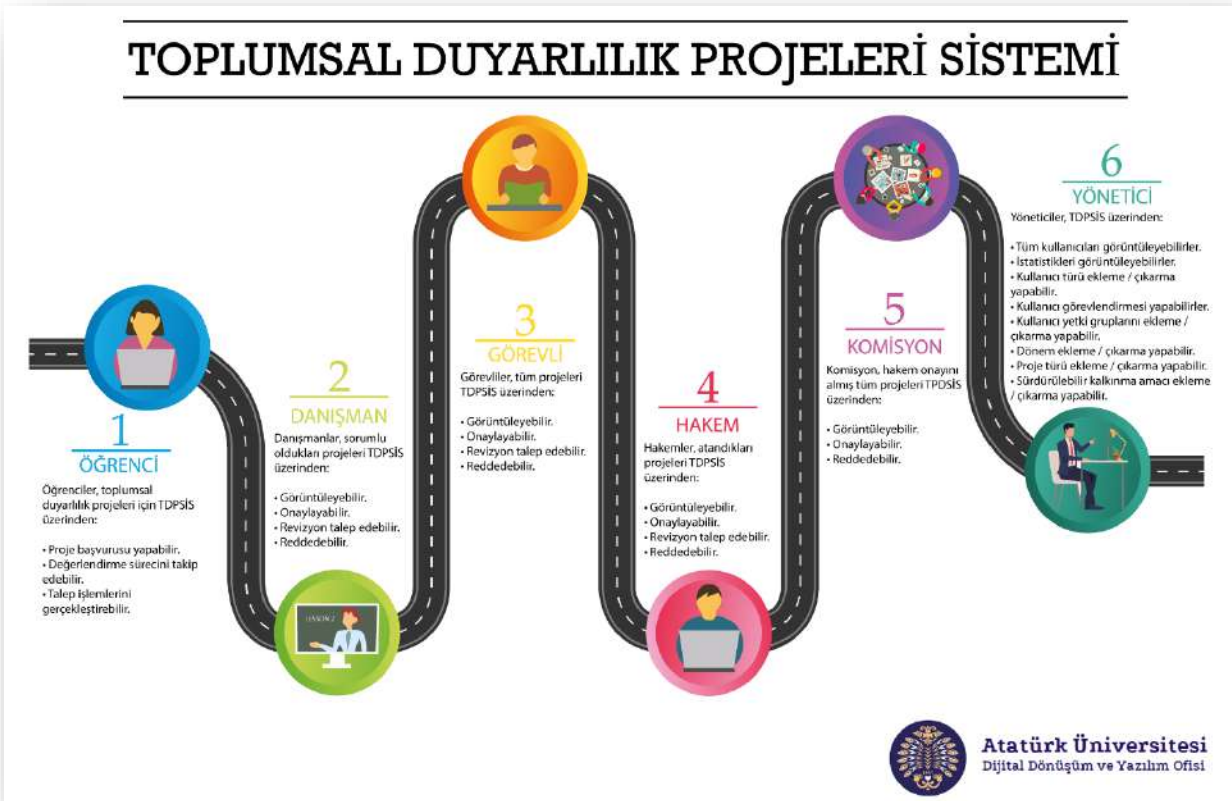 TOPLUMSAL DUYARLILIK PROJELERİ SİSTEMİ
1
ÖĞRENCİ
Öğrenciler, toplumsal
duyarlılık projeleri için TDPSİS
üzerinden:
• Proje başvurusu yapabilir.
• Değerlendirme sürecini takip
edebilir.
• Talep işlemlerini
gerçekleştirebilir.
2
DANIŞMAN
Danışmanlar, sorumlu
oldukları projeleri TDPSİS
üzerinden:
• Görüntüleyebilir.
• Onaylayabilir.
• Revizyon talep edebilir.
• Reddedebilir.
3
GÖREVLİ
Görevliler, tüm projeleri
TDPSİS üzerinden:
• Görüntüleyebilir.
• Onaylayabilir.
• Revizyon talep edebilir.
• Reddedebilir.
4
HAKEM
Hakemler, atandıkları
projeleri TDPSİS
üzerinden:
• Görüntüleyebilir.
• Onaylayabilir.
• Revizyon talep edebilir.
• Reddedebilir.
5
KOMİSYON
Komisyon, hakem onayını
almış tüm projeleri TPDSİS
üzerinden:
• Görüntüleyebilir.
• Onaylayabilir.
• Reddedebilir.
6
YÖNETİCİ
Yöneticiler, TDPSİS üzerinden:
• Tüm kullanıcıları görüntüleyebilirler.
• İstatistikleri görüntüleyebilirler.
• Kullanıcı türü ekleme / çıkarma
yapabilir.
• Kullanıcı görevlendirmesi yapabilirler.
• Kullanıcı yetki gruplarını ekleme /
çıkarma yapabilir.
• Dönem ekleme / çıkarma yapabilir.
• Proje türü ekleme / çıkarma yapabilir.
• Sürdürülebilir kalkınma amacı ekleme
/ çıkarma yapabilir.
Atatürk Üniversitesi
Dijital Dönüşüm ve Yazılım Ofisi